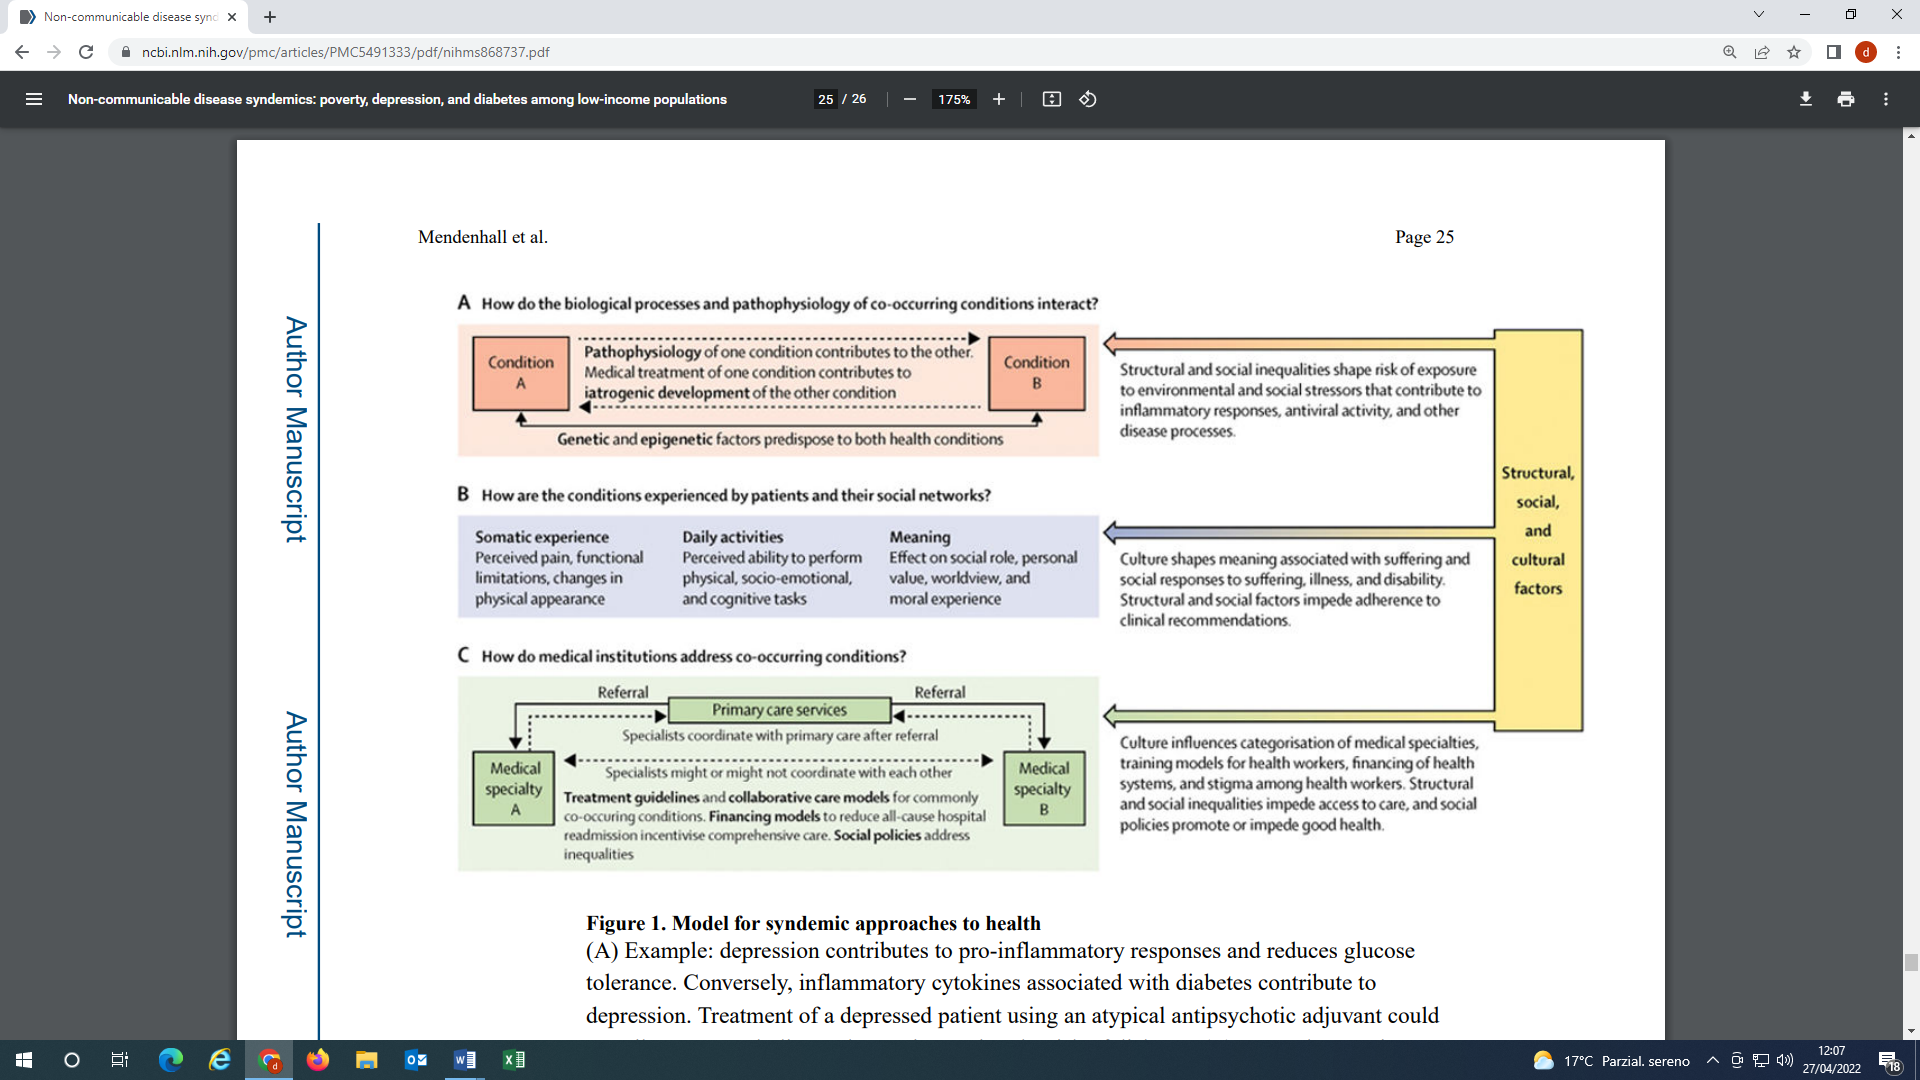 Non-communicable disease synd
ncbi.nlm.nih.gov/pmc/articles/PMC5491333/pdf/nihms868737.pdf
d
Non-communicable disease syndemics: poverty, depression, and diabetes among low-income populations
25 / 26
175%
Mendenhall et al.
Page 25
Author Manuscript
Author Manuscript
A How do the biological processes and pathophysiology of co-occurring conditions interact?
Condition
A
Pathophysiology of one condition contributes to the other.
Medical treatment of one condition contributes to
iatrogenic development of the other condition
Condition
B
Genetic and epigenetic factors predispose to both health conditions
Structural and social inequalities shape risk of exposure
to environmental and social stressors that contribute to
inflammatory responses, antiviral activity, and other
disease processes.
B How are the conditions experienced by patients and their social networks?
Somatic experience
Perceived pain, functional
limitations, changes in
physical appearance
Daily activities
Perceived ability to perform
physical, socio-emotional,
and cognitive tasks
Meaning
Effect on social role, personal
value, worldview, and
moral experience
Culture shapes meaning associated with suffering and
social responses to suffering, illness, and disability.
Structural and social factors impede adherence to
clinical recommendations.
Structural,
social,
and
cultural
factors
C How do medical institutions address co-occurring conditions?
Referral
Primary care services
Referral
Specialists coordinate with primary care after referral
Medical
specialty
A
Specialists might or might not coordinate with each other
Medical
specialty
B
Treatment guidelines and collaborative care models for commonly
co-occuring conditions. Financing models to reduce all-cause hospital
readmission incentivise comprehensive care. Social policies address
inequalities
Culture influences categorisation of medical specialties,
training models for health workers, financing of health
systems, and stigma among health workers. Structural
and social inequalities impede access to care, and social
policies promote or impede good health.
Figure 1. Model for syndemic approaches to health
(A) Example: depression contributes to pro-inflammatory responses and reduces glucose
tolerance. Conversely, inflammatory cytokines associated with diabetes contribute to
depression. Treatment of a depressed patient using an atypical antipsychotic adjuvant could
17°C Parzial. sereno
12:07
27/04/2022
18